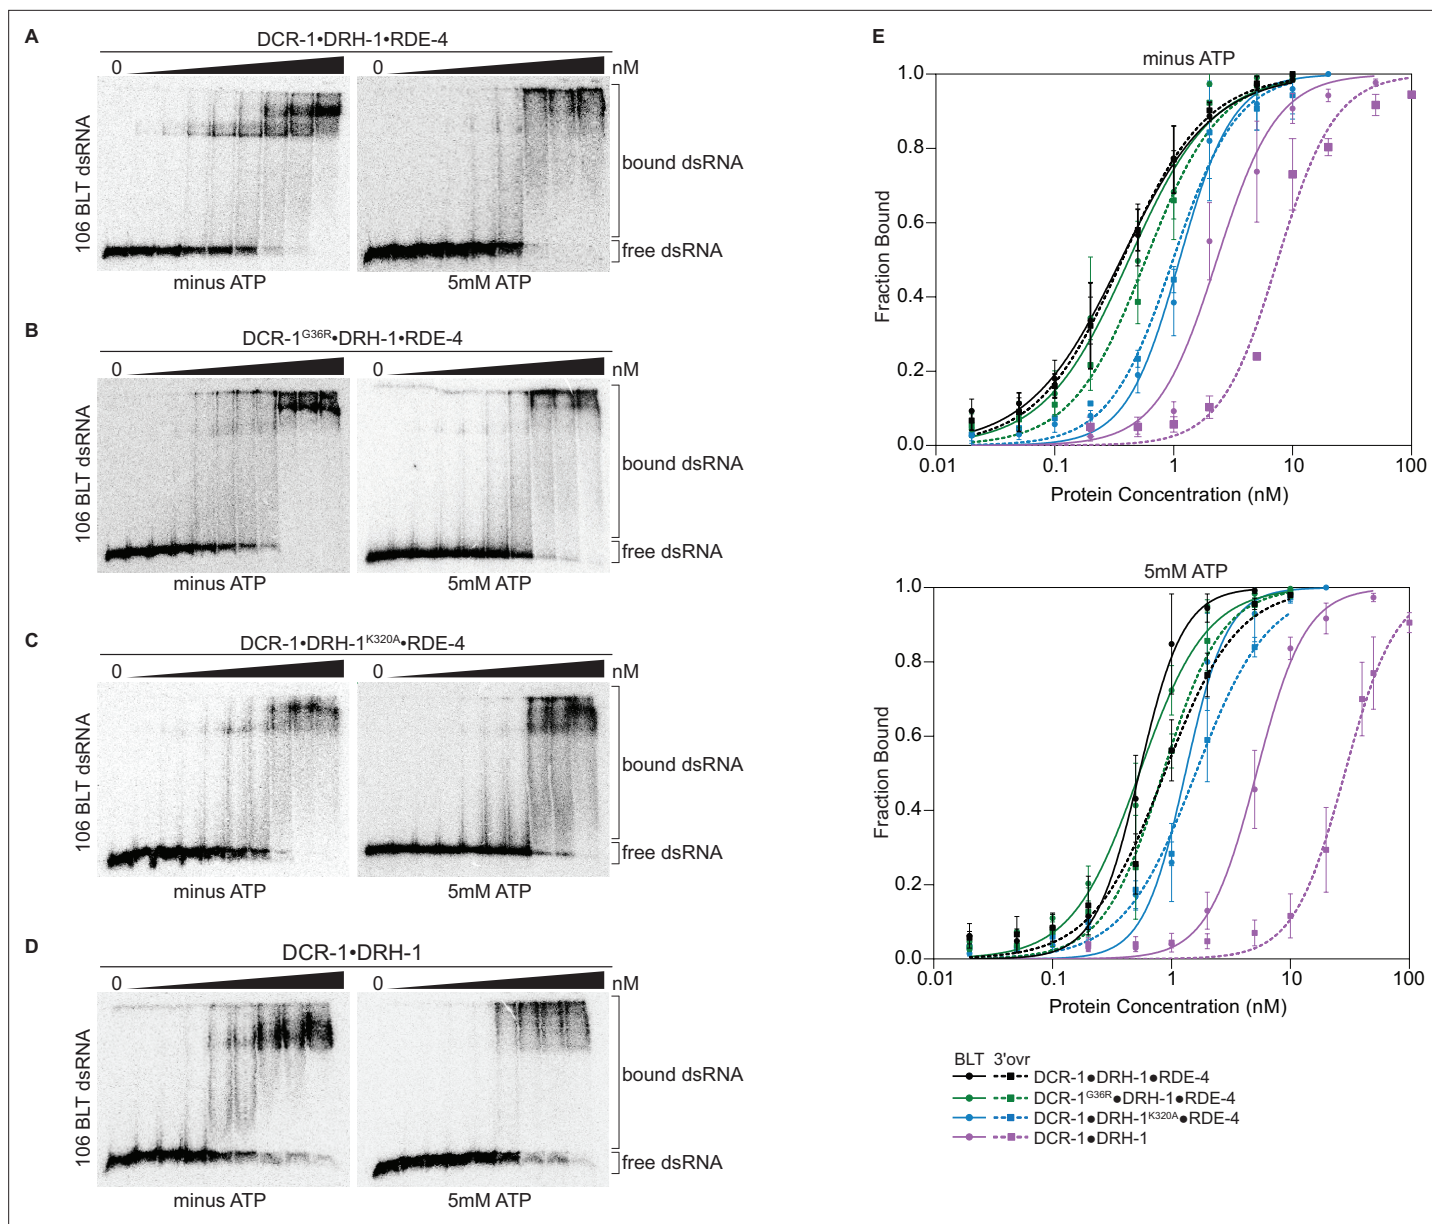 A
DCR-1•DRH-1•RDE-4
0 nM
106 BLT dsRNA
bound dsRNA
free dsRNA
minus ATP 5mM ATP
B
DCR-1G36R•DRH-1•RDE-4
0 0 nM
106 BLT dsRNA
bound dsRNA
free dsRNA
minus ATP 5mM ATP
C
DCR-1•DRH-1K320A•RDE-4
0 0 nM
106 BLT dsRNA
bound dsRNA
free dsRNA
minus ATP 5mM ATP
D
DCR-1•DRH-1
0 0 nM
106 BLT dsRNA
bound dsRNA
free dsRNA
minus ATP 5mM ATP
E
minus ATP
Fraction Bound
1.0
0.8
0.6
0.4
0.2
0.0
0.01 0.1 1 10 100
Protein Concentration (nM)
5mM ATP
Fraction Bound
1.0
0.8
0.6
0.4
0.2
0.0
0.01 0.1 1 10 100
Protein Concentration (nM)
BLT 3'ovr
DCR-1●DRH-1●RDE-4
DCR-1G36R●DRH-1●RDE-4
DCR-1●DRH-1K320A●RDE-4
DCR-1●DRH-1